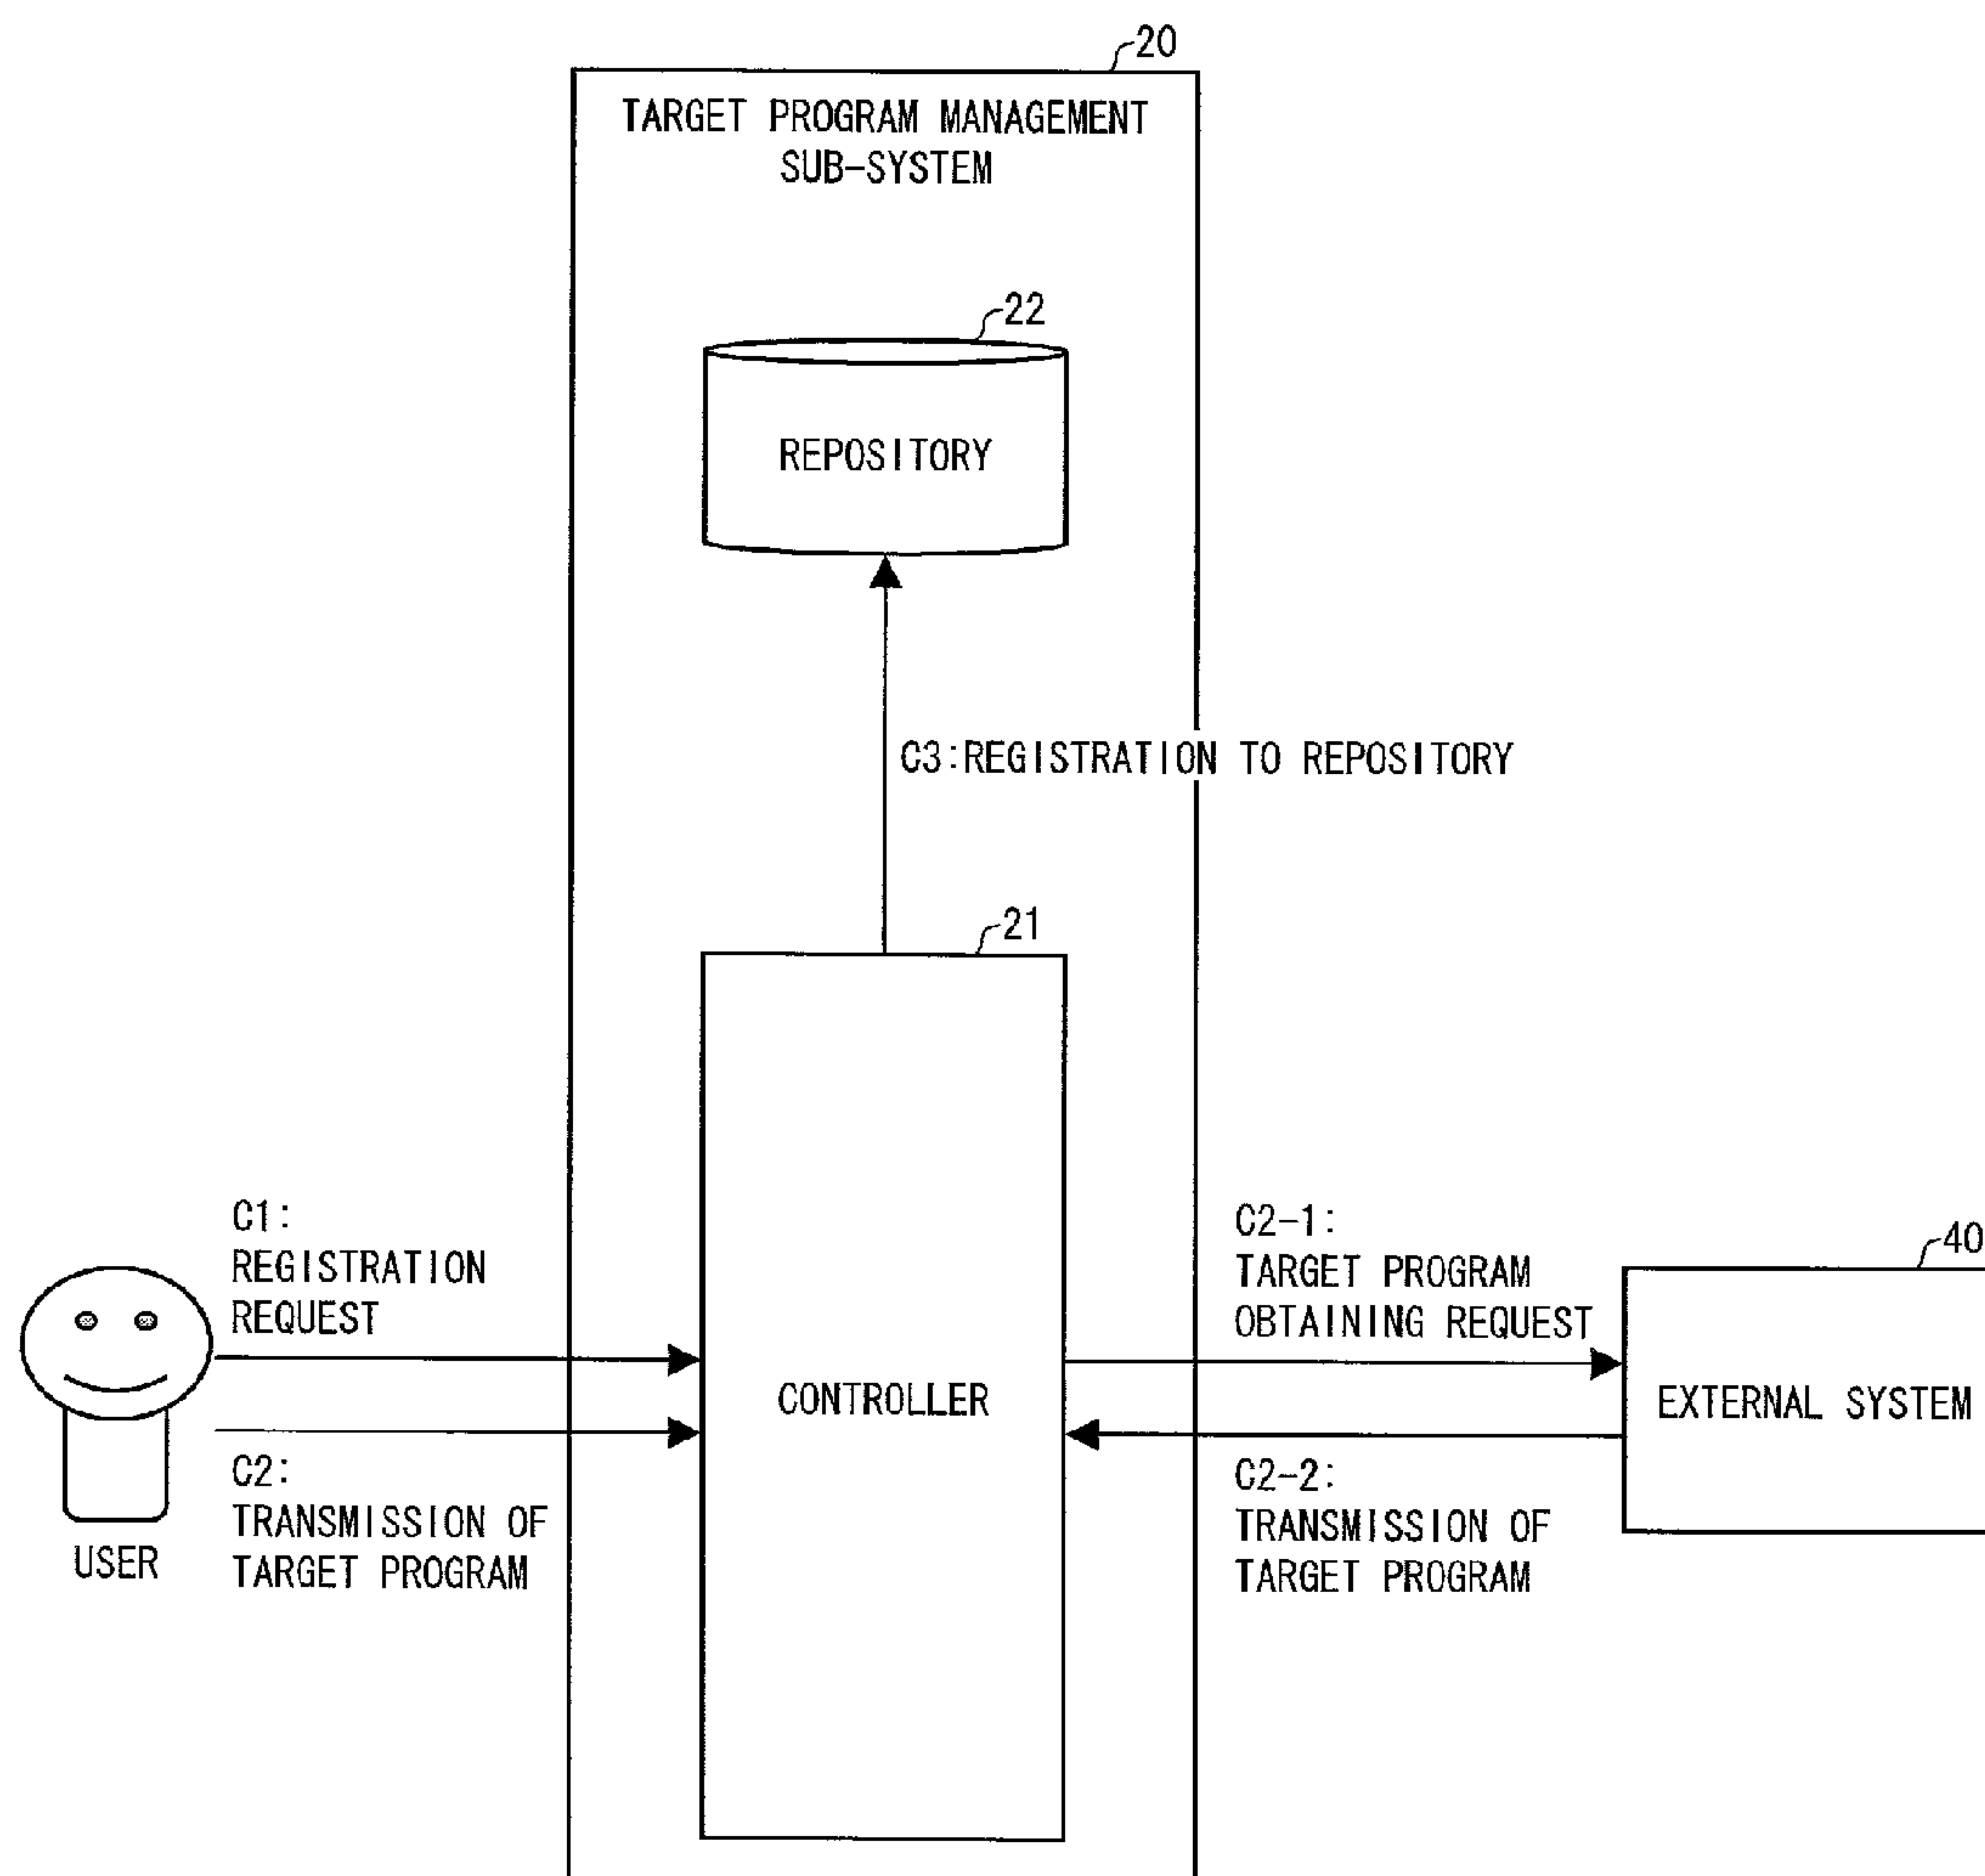 20
TARGET PROGRAM MANAGEMENT
SUB-SYSTEM
22
REPOSITORY
C3:REGISTRATION TO REPOSITORY
21
CONTROLLER
C1:
REGISTRATION
REQUEST
C2:
TRANSMISSION OF
TARGET PROGRAM
USER
C2-1:
TARGET PROGRAM
OBTAINING REQUEST
C2-2:
TRANSMISSION OF
TARGET PROGRAM
40
EXTERNAL SYSTEM